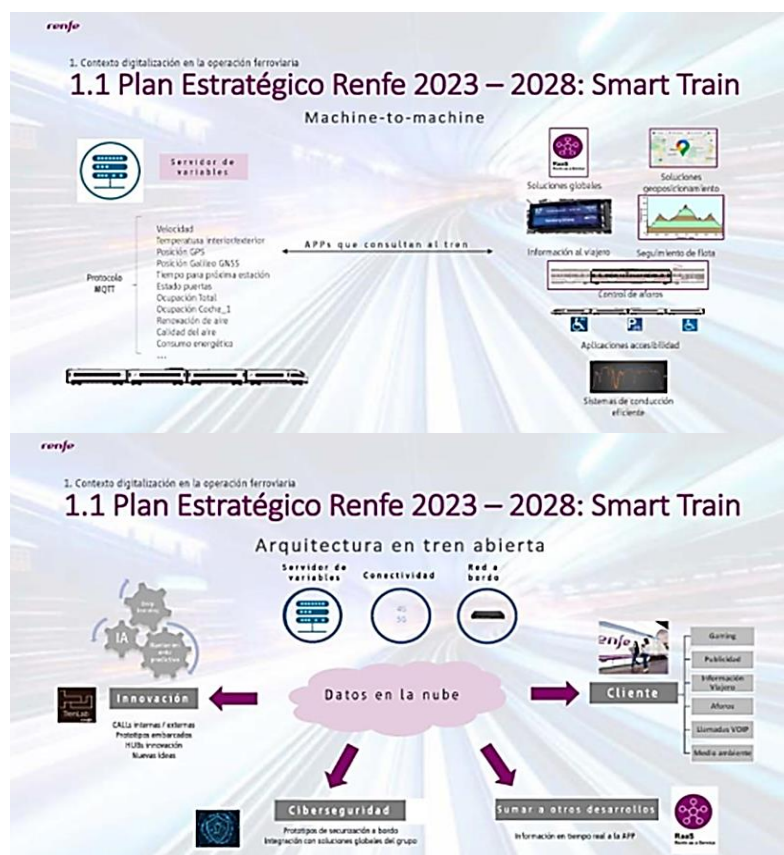 renfe
1. Contexto digitalización en la operación ferroviaria
1.1 Plan Estratégico Renfe 2023 – 2028: Smart Train
Machine-to-machine
Servidor de
variables
Protocolo
MQTT
Velocidad
Temperatura interior/exterior
Posición GPS
Posición Galileo GNSS
Tiempo para próxima estación
Estado puertas
Ocupación Total
Ocupación Coche_1
Renovación de aire
Calidad del aire
Consumo energético
...
APPs que consultan al tren
RaaS
Soluciones globales
Soluciones
geoposicionamiento
Información al viajero
Seguimiento de flota
Control de aforos
Aplicaciones accesibilidad
Sistemas de conducción
eficiente
renfe
1. Contexto digitalización en la operación ferroviaria
1.1 Plan Estratégico Renfe 2023 – 2028: Smart Train
Arquitectura en tren abierta
Servidor de
variables
Conectividad
4G
5G
Red a
bordo
IA
TrenLab
Innovación
CALLs internas / externas
Prototipos embarcados
HUBs innovación
Nuevas ideas
Datos en la nube
renfe
Cliente
Gaming
Publicidad
Información
Viajero
Aforos
Llamadas VOIP
Medio ambiente
Ciberseguridad
Prototipos de securización a bordo
Integración con soluciones globales del grupo
Sumar a otros desarrollos
Información en tiempo real a la APP
RaaS
Renfe as a Service